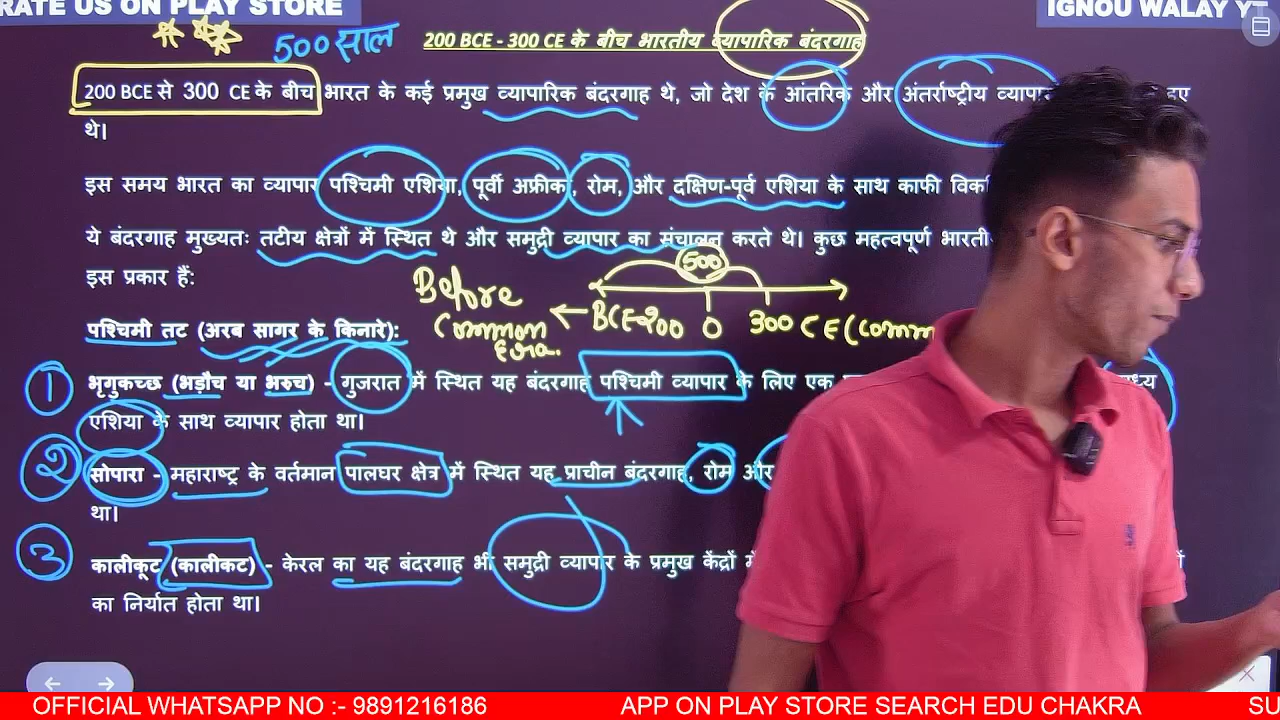 RATE US ON PLAY STORE
IGNOU WALAY YT
500 साल
200 BCE - 300 CE के बीच भारतीय व्यापारिक बंदरगाह
200 BCE से 300 CE के बीच भारत के कई प्रमुख व्यापारिक बंदरगाह थे, जो देश के आंतरिक और अंतर्राष्ट्रीय
थे।
इस समय भारत का व्यापार पश्चिमी एशिया, पूर्वी अफ्रीका, रोम, और दक्षिण-पूर्व एशिया के साथ काफी
ये बंदरगाह मुख्यतः तटीय क्षेत्रों में स्थित थे और समुद्री व्यापार का संचालन करते थे। कुछ महत्वपूर्ण
इस प्रकार हैं:
500
Before
Common
Era.
BCE 200 0 300 CE
पश्चिमी तट (अरब सागर के किनारे):
1 भृगुकच्छ (भड़ौच या भरुच) - गुजरात में स्थित यह बंदरगाह पश्चिमी व्यापार के लिए एक
एशिया के साथ व्यापार होता था।
2 सोपारा - महाराष्ट्र के वर्तमान पालघर क्षेत्र में स्थित यह प्राचीन बंदरगाह, रोम और
था।
3 कालीकूट (कालीकट) - केरल का यह बंदरगाह भी समुद्री व्यापार के प्रमुख केंद्रों
का निर्यात होता था।
OFFICIAL WHATSAPP NO :- 9891216186 APP ON PLAY STORE SEARCH EDU CHAKRA SU